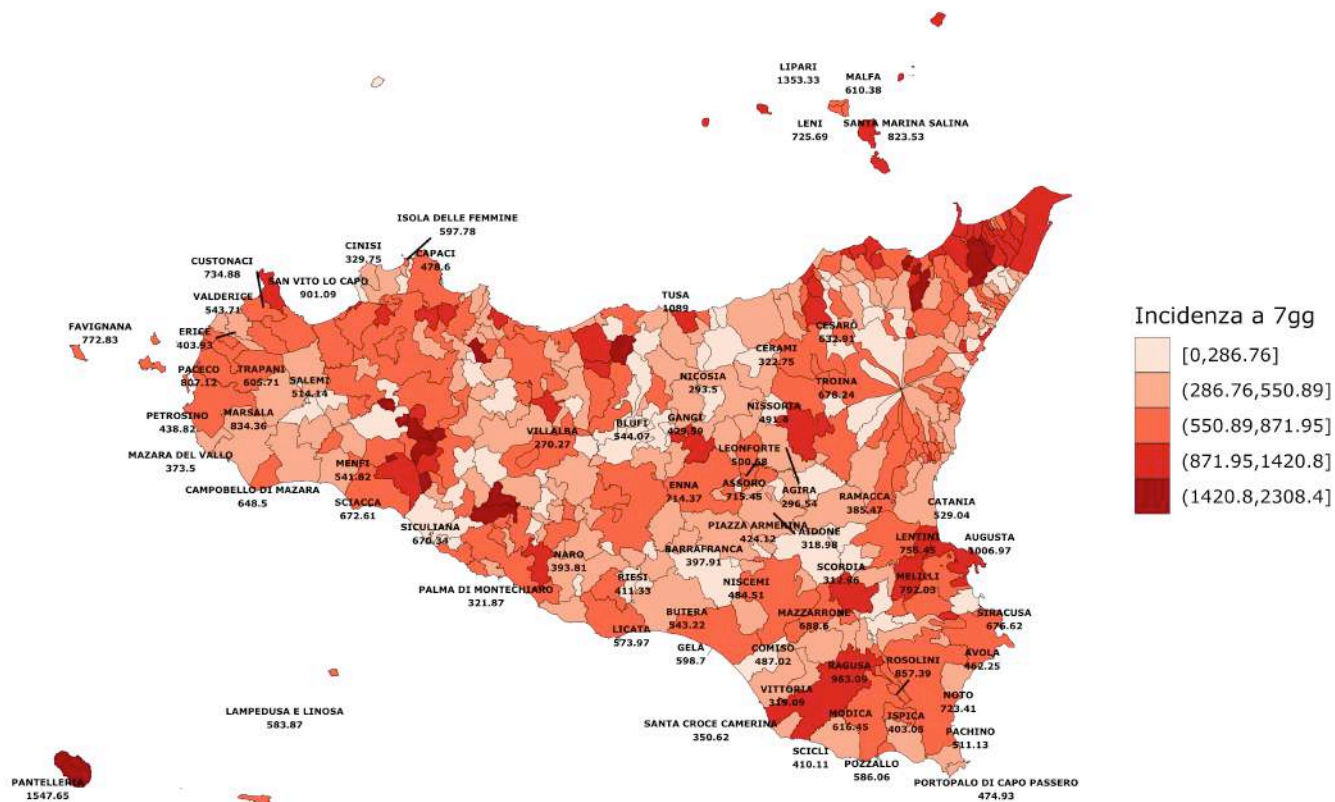 LIPARI
1353.33
MALFA
610.38
LENI
725.69
SANTA MARINA SALINA
823.53
ISOLA DELLE FEMMINE
597.78
CINISI
329.75
CAPACI
478.6
CUSTONACI
734.88
SAN VITO LO CAPO
901.09
VALDERICE
543.71
FAVIGNANA
772.83
ERICE
403.93
TUSA
1089
CESARÒ
632.91
CERAMI
322.75
PACECO
807.12
TRAPANI
605.71
SALEMI
514.14
NICOSIA
293.5
TROINA
678.24
PETROSINO
438.82
MARSALA
834.36
NISSORIA
491.6
GANGI
429.59
BLUFI
544.07
VILLALBA
270.27
MAZARA DEL VALLO
373.5
MENFI
541.82
LEONFORTE
500.68
CAMPOBELLO DI MAZARA
648.5
SCIACCA
672.61
ENNA
714.37
ASSORO
715.45
AGIRA
296.54
RAMACCA
385.47
CATANIA
529.04
SICULIANA
670.34
PIAZZA ARMERINA
424.12
AIDONE
318.98
LENTINI
755.45
AUGUSTA
1006.97
NARO
393.81
BARRAFRANCA
397.91
SCORDIA
312.86
MELILLI
792.03
RIESI
411.33
NISCEMI
484.51
PALMA DI MONTECHIARO
321.87
BUTERA
543.22
MAZZARRONE
688.6
SIRACUSA
676.62
LICATA
573.97
GELA
598.7
COMISO
487.02
AVOLA
462.25
RAGUSA
963.09
ROSOLINI
857.39
VITTORIA
319.09
NOTO
723.41
LAMPEDUSA E LINOSA
583.87
SANTA CROCE CAMERINA
350.62
MODICA
616.45
ISPICA
403.05
PACHINO
511.13
SCICLI
410.11
POZZALLO
586.06
PORTOPALO DI CAPO PASSERO
474.93
PANTELLERIA
1547.65
Incidenza a 7gg
[0,286.76]
(286.76,550.89]
(550.89,871.95]
(871.95,1420.8]
(1420.8,2308.4]